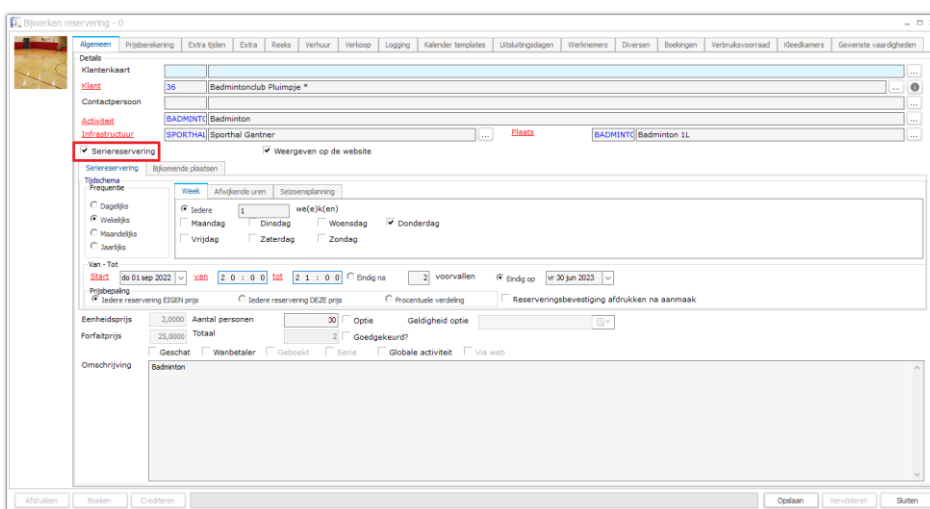 Bijwerken reservering - 0
Algemeen Prijsberekening Extra tijden Extra Reeks Verhuur Verkoop Logging Kalender templates Uitsluitingsdagen Werknemers Diversen Boekingen Verbruiksvoorraad Kleedkamers Gewenste vaardigheden
Details
Klantenkaart ...
Klant 36 Badmintonclub Pluimpje * ...
Contactpersoon ...
Activiteit BADMINTC Badminton ...
Infrastructuur SPORTHAL Sporthal Gantner ... Plaats BADMINTC Badminton 1L ...
Seriereservering Weergeven op de website
Seriereservering Bijkomende plaatsen
Tijdschema
Frequentie Week Afwijkende uren Seizoensplanning
Dagelijks Iedere 1 we(e)k(en)
Wekelijks Maandag Dinsdag Woensdag Donderdag
Maandelijks Vrijdag Zaterdag Zondag
Jaarlijks
Van - Tot
Start do 01 sep 2022 van 20:00 tot 21:00 Eindig na 2 voorvallen Eindig op vr 30 jun 2023
Prijsbepaling
Iedere reservering EIGEN prijs Iedere reservering DEZE prijs Procentuele verdeling Reserveringsbevestiging afdrukken na aanmaak
Eenheidsprijs 2,0000 Aantal personen 30 Optie Geldigheid optie
Forfaitprijs 25,0000 Totaal 2 Goedgekeurd?
Geschat Wanbetaler Geboekt Serie Globale activiteit Via web
Omschrijving Badminton
Afdrukken Boeken Crediteren Opslaan Verwijderen Sluiten